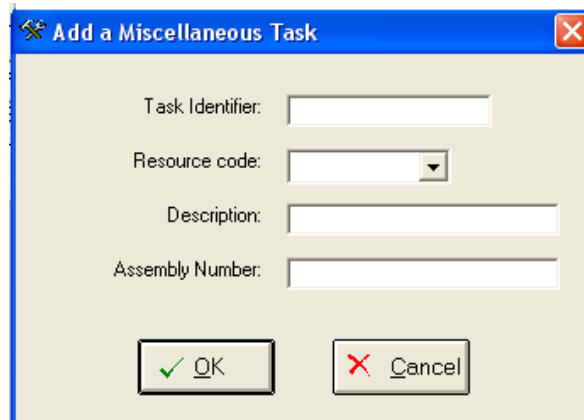 Add a Miscellaneous Task
Task Identifier:
Resource code:
Description:
Assembly Number:
OK Cancel